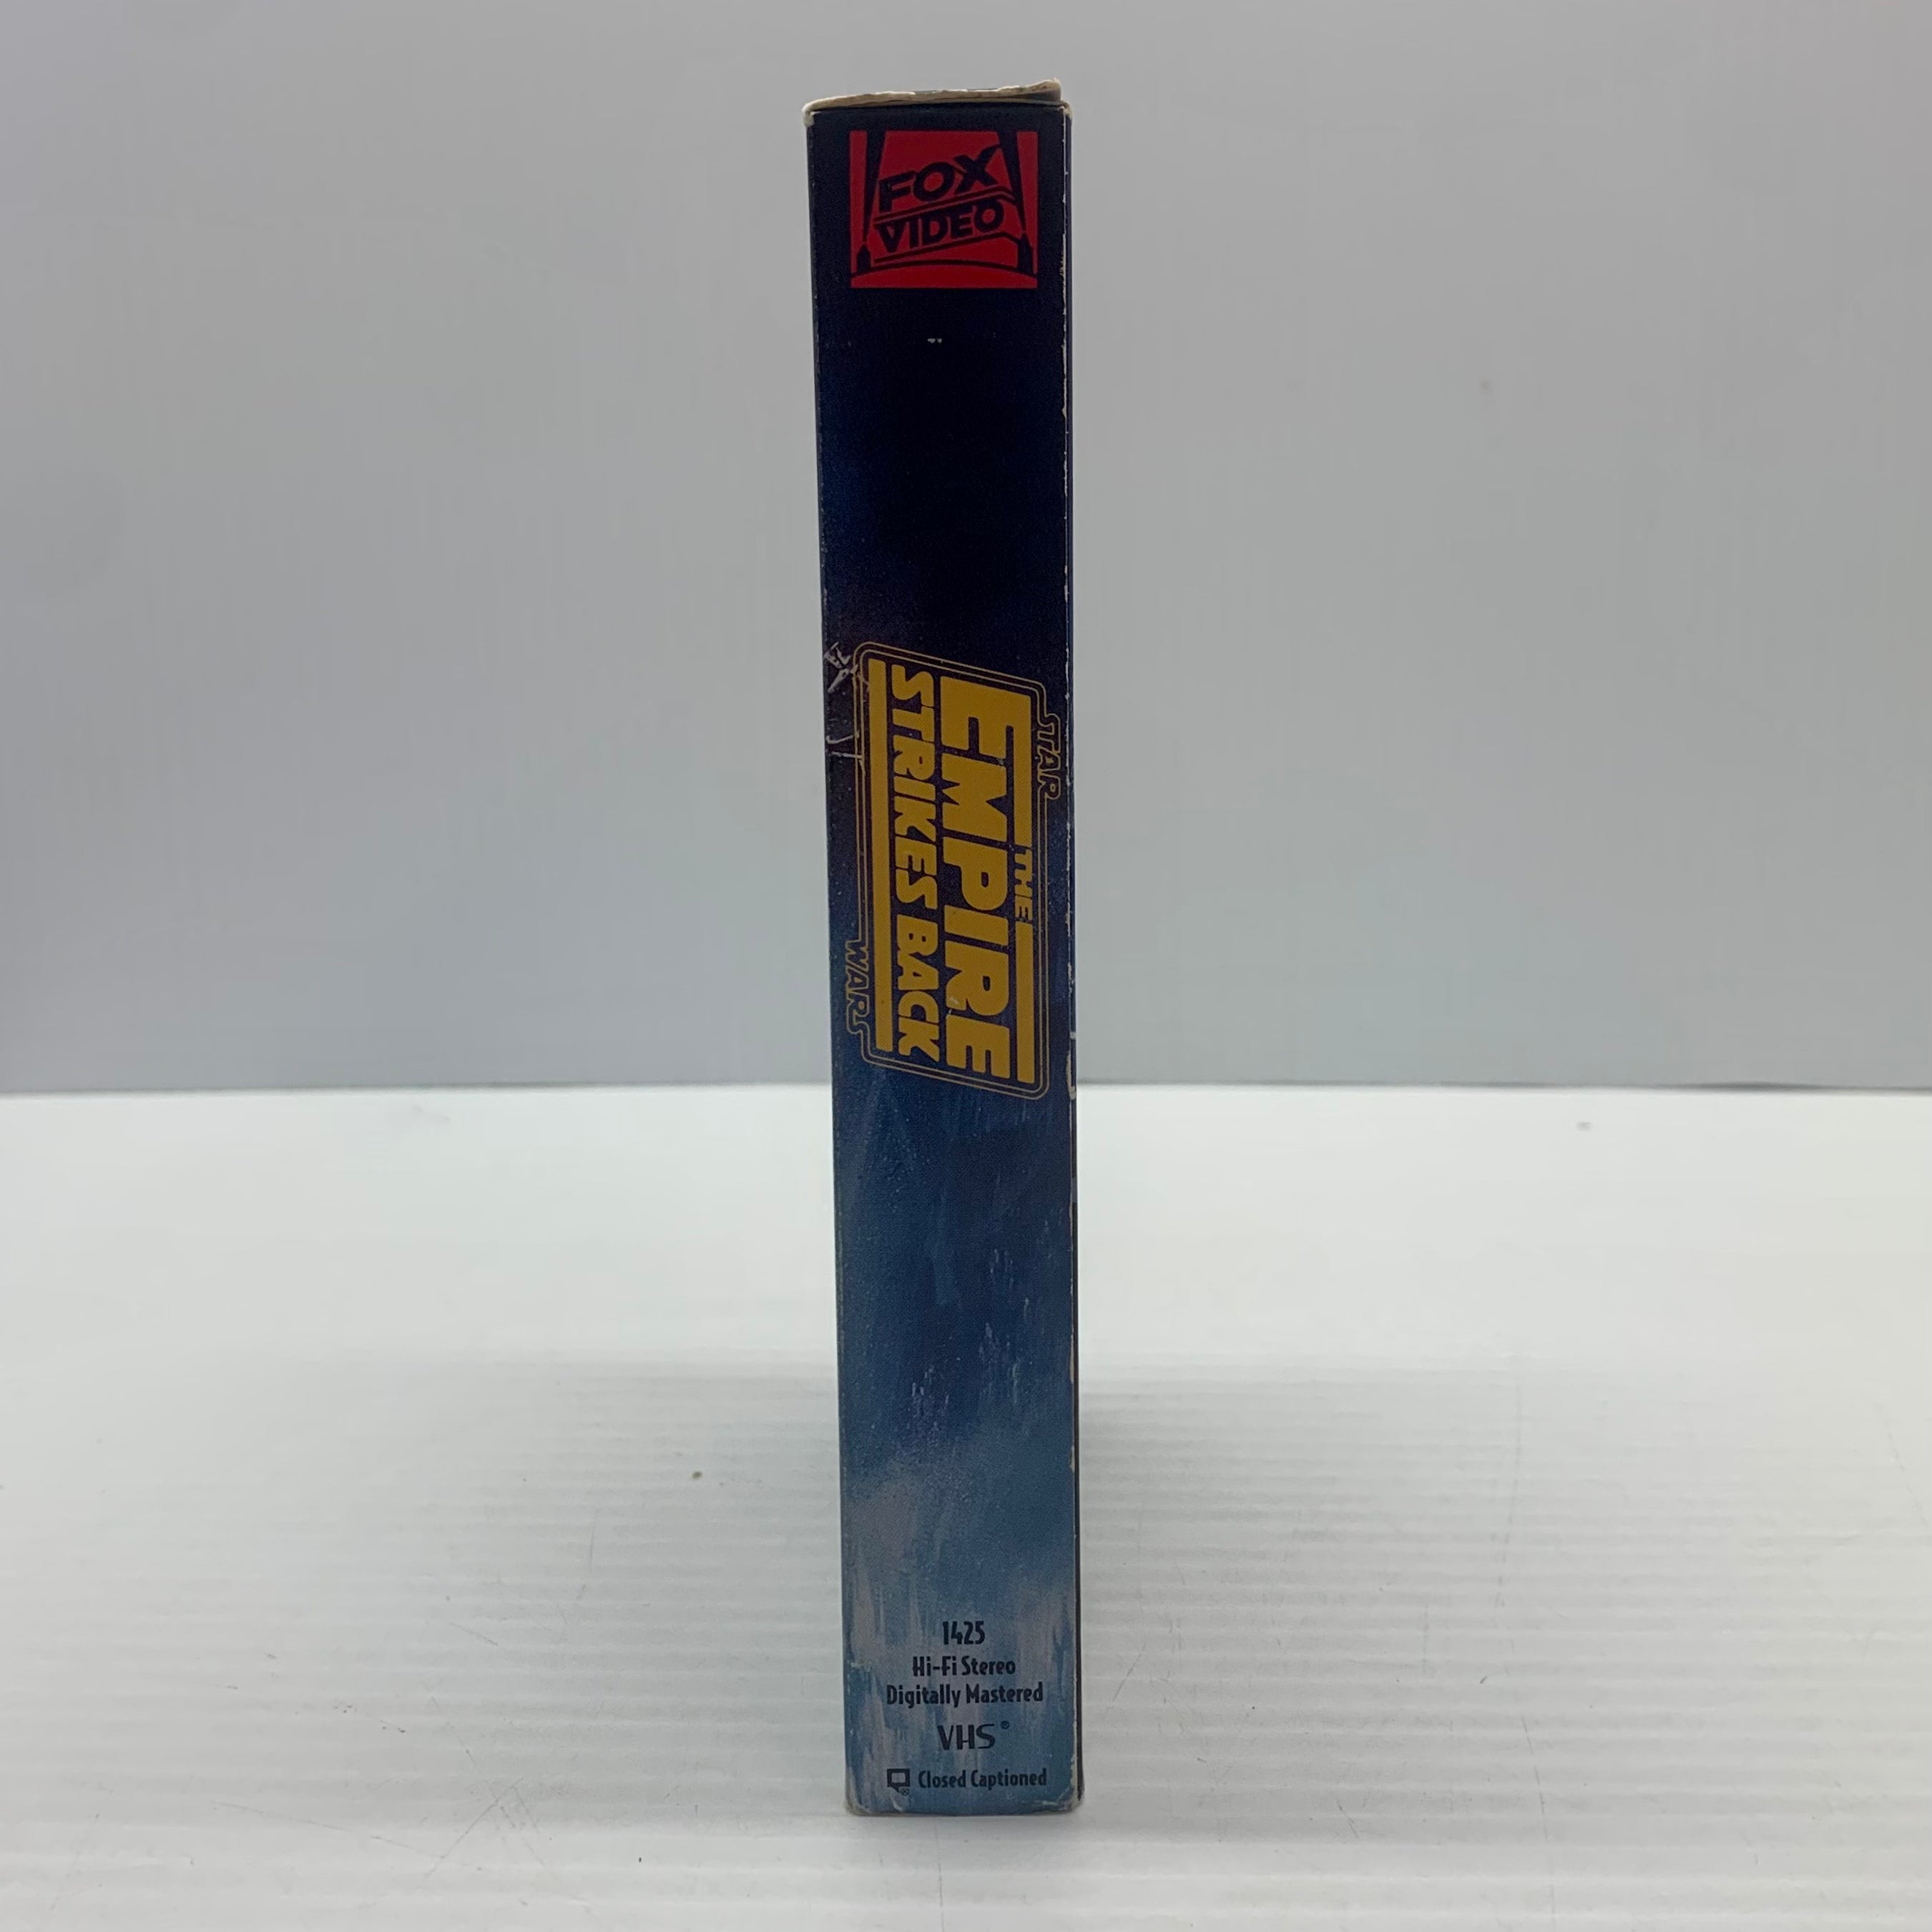 FOX
VIDEO
STAR
THE
EMPIRE
STRIKES BACK
WARS
1425
Hi-Fi Stereo
Digitally Mastered
VHS®
Closed Captioned